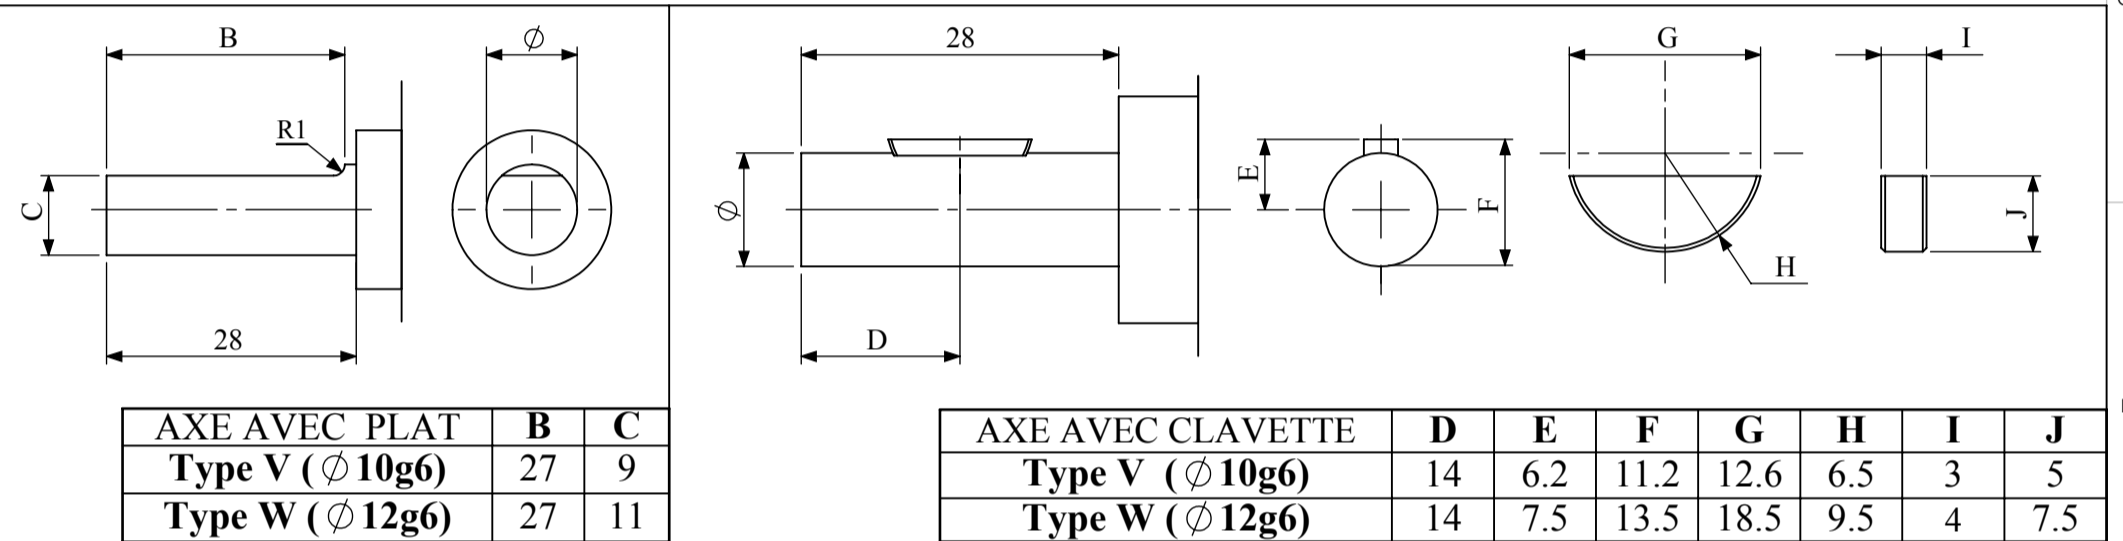 B
∅
R1
C
28
28
∅
D
E
F
G
H
I
J
AXE AVEC PLAT B C
Type V (∅10g6) 27 9
Type W (∅12g6) 27 11
AXE AVEC CLAVETTE D E F G H I J
Type V (∅10g6) 14 6.2 11.2 12.6 6.5 3 5
Type W (∅12g6) 14 7.5 13.5 18.5 9.5 4 7.5